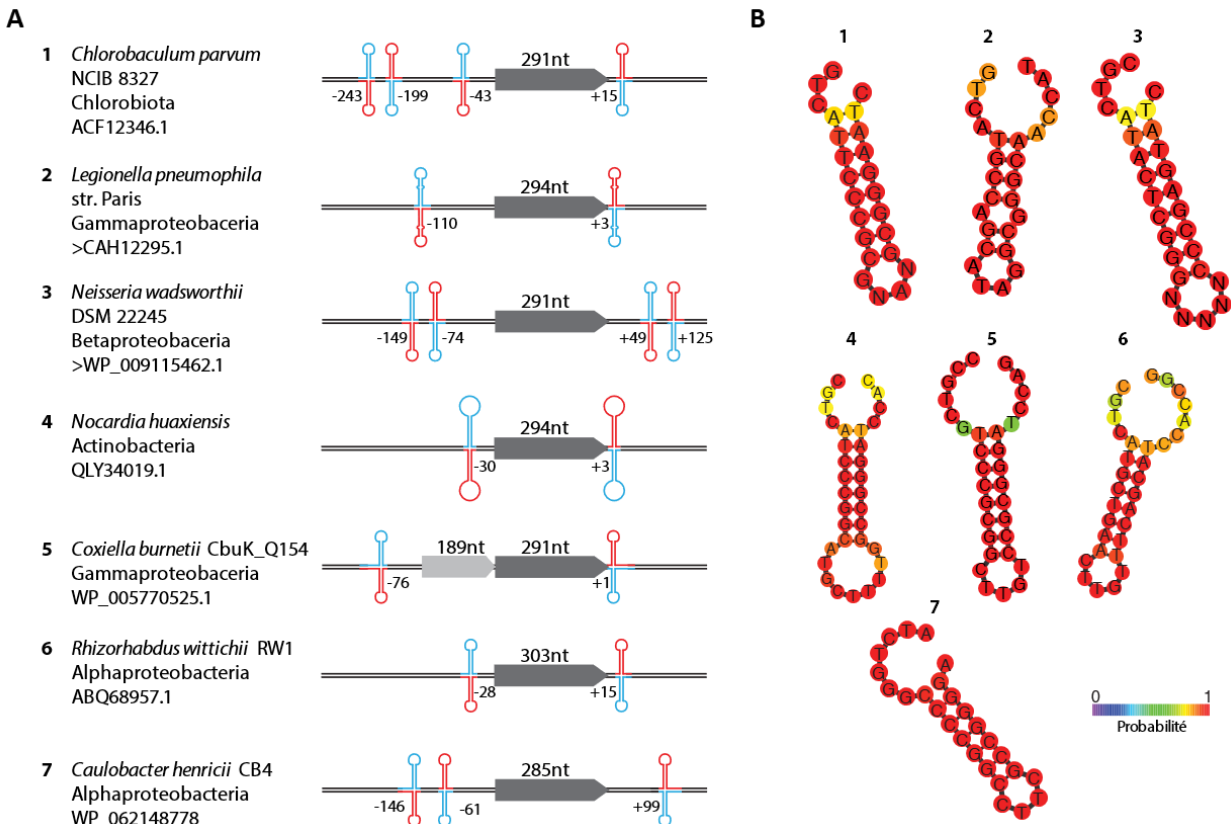 A
1 Chlorobaculum parvum
NCIB 8327
Chlorobiota
ACF12346.1
291nt
-243
-199
-43
+15
2 Legionella pneumophila
str. Paris
Gammaproteobaceria
>CAH12295.1
294nt
-110
+3
3 Neisseria wadsworthii
DSM 22245
Betaproteobaceria
>WP_009115462.1
291nt
-149
-74
+49
+125
4 Nocardia huaxiensis
Actinobacteria
QLY34019.1
294nt
-30
+3
5 Coxiella burnetii CbuK_Q154
Gammaproteobacteria
WP_005770525.1
189nt
291nt
-76
+1
6 Rhizorhabdus wittichii RW1
Alphaproteobacteria
ABQ68957.1
303nt
-28
+15
7 Caulobacter henricii CB4
Alphaproteobacteria
WP_062148778
285nt
-146
-61
+99
B
1
2
3
4
5
6
7
0 1
Probabilité